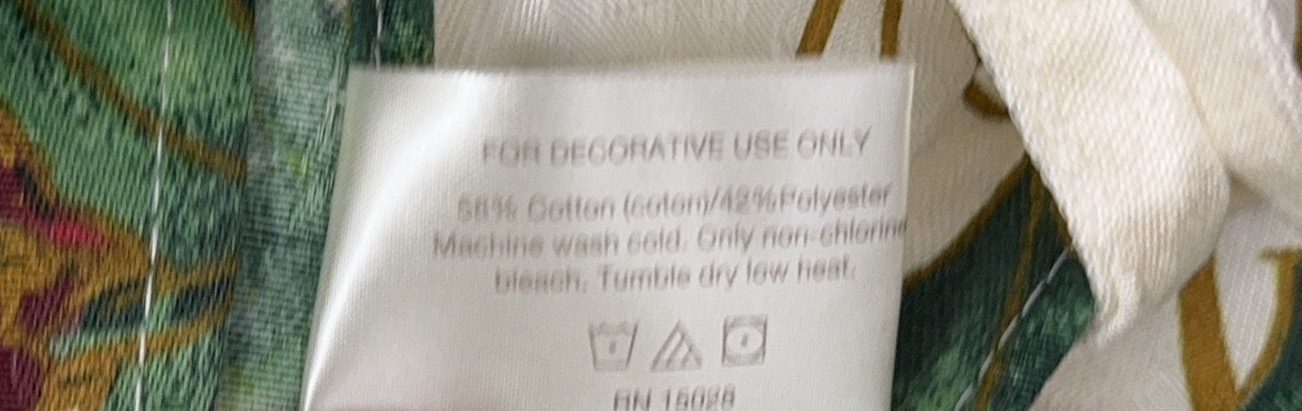 FOR DECORATIVE USE ONLY
58% Cotton (coton)/42%Polyester
Machine wash cold. Only non-chlorine
bleach. Tumble dry low heat.
RN 15028